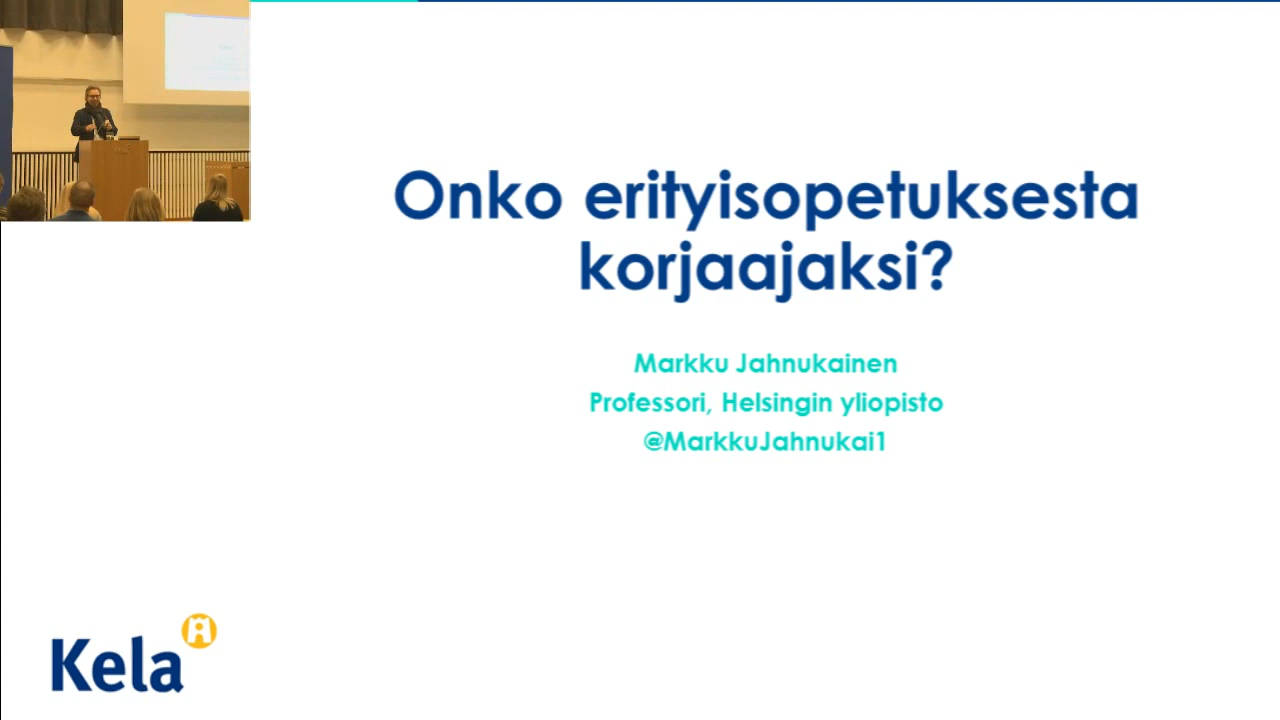 Onko erityisopetuksesta
korjaajaksi?
Markku Jahnukainen
Professori, Helsingin yliopisto
@MarkkuJahnukai1
Kela